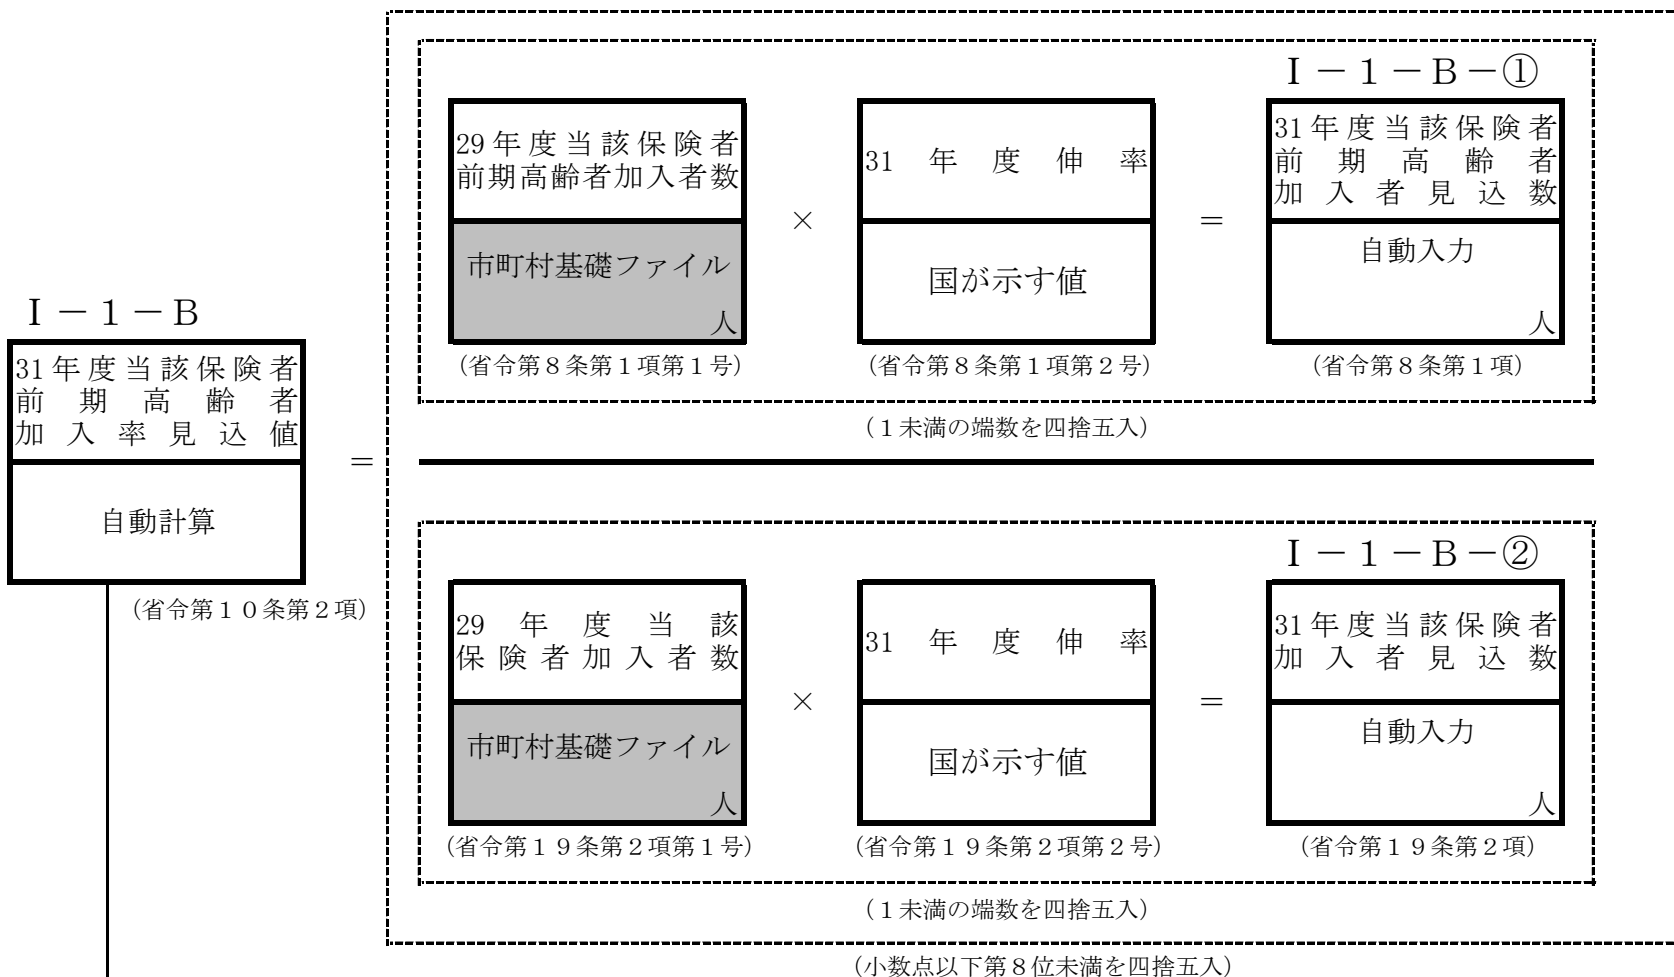 Ⅰ－１－Ｂ－①
29年度当該保険者
前期高齢者加入者数
市町村基礎ファイル
人
(省令第８条第１項第１号)
×
31年度伸率
国が示す値
(省令第８条第１項第２号)
＝
31年度当該保険者
前期高齢者
加入者見込数
自動入力
人
(省令第８条第１項)
(１未満の端数を四捨五入)
Ⅰ－１－Ｂ
31年度当該保険者
前期高齢者
加入率見込値
自動計算
(省令第１０条第２項)
＝
Ⅰ－１－Ｂ－②
29年度当該
保険者加入者数
市町村基礎ファイル
人
(省令第１９条第２項第１号)
×
31年度伸率
国が示す値
(省令第１９条第２項第２号)
＝
31年度当該保険者
加入者見込数
自動入力
人
(省令第１９条第２項)
(１未満の端数を四捨五入)
(小数点以下第８位未満を四捨五入)